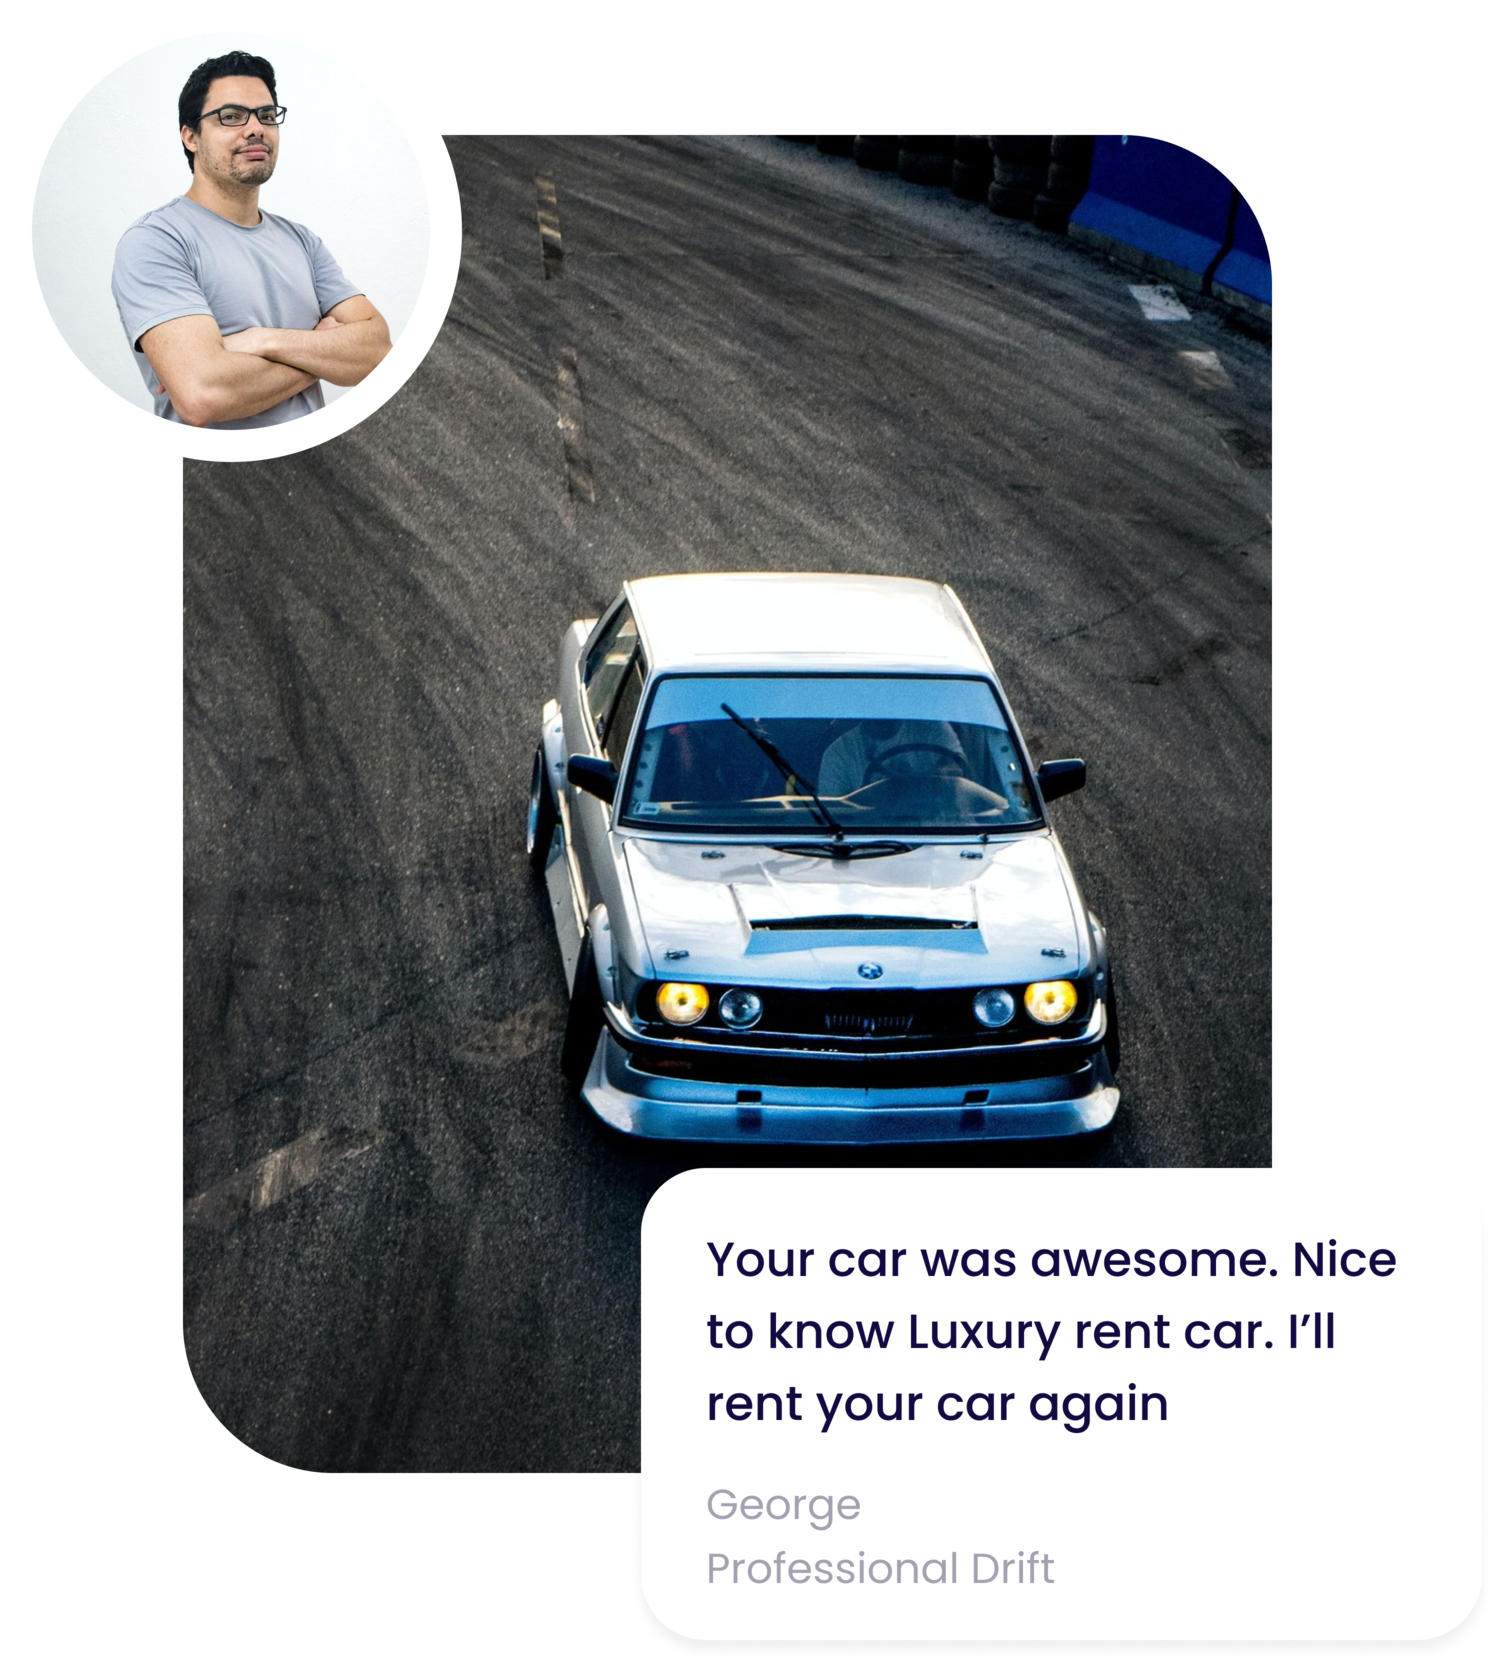 Your car was awesome. Nice
to know Luxury rent car. I’ll
rent your car again
George
Professional Drift